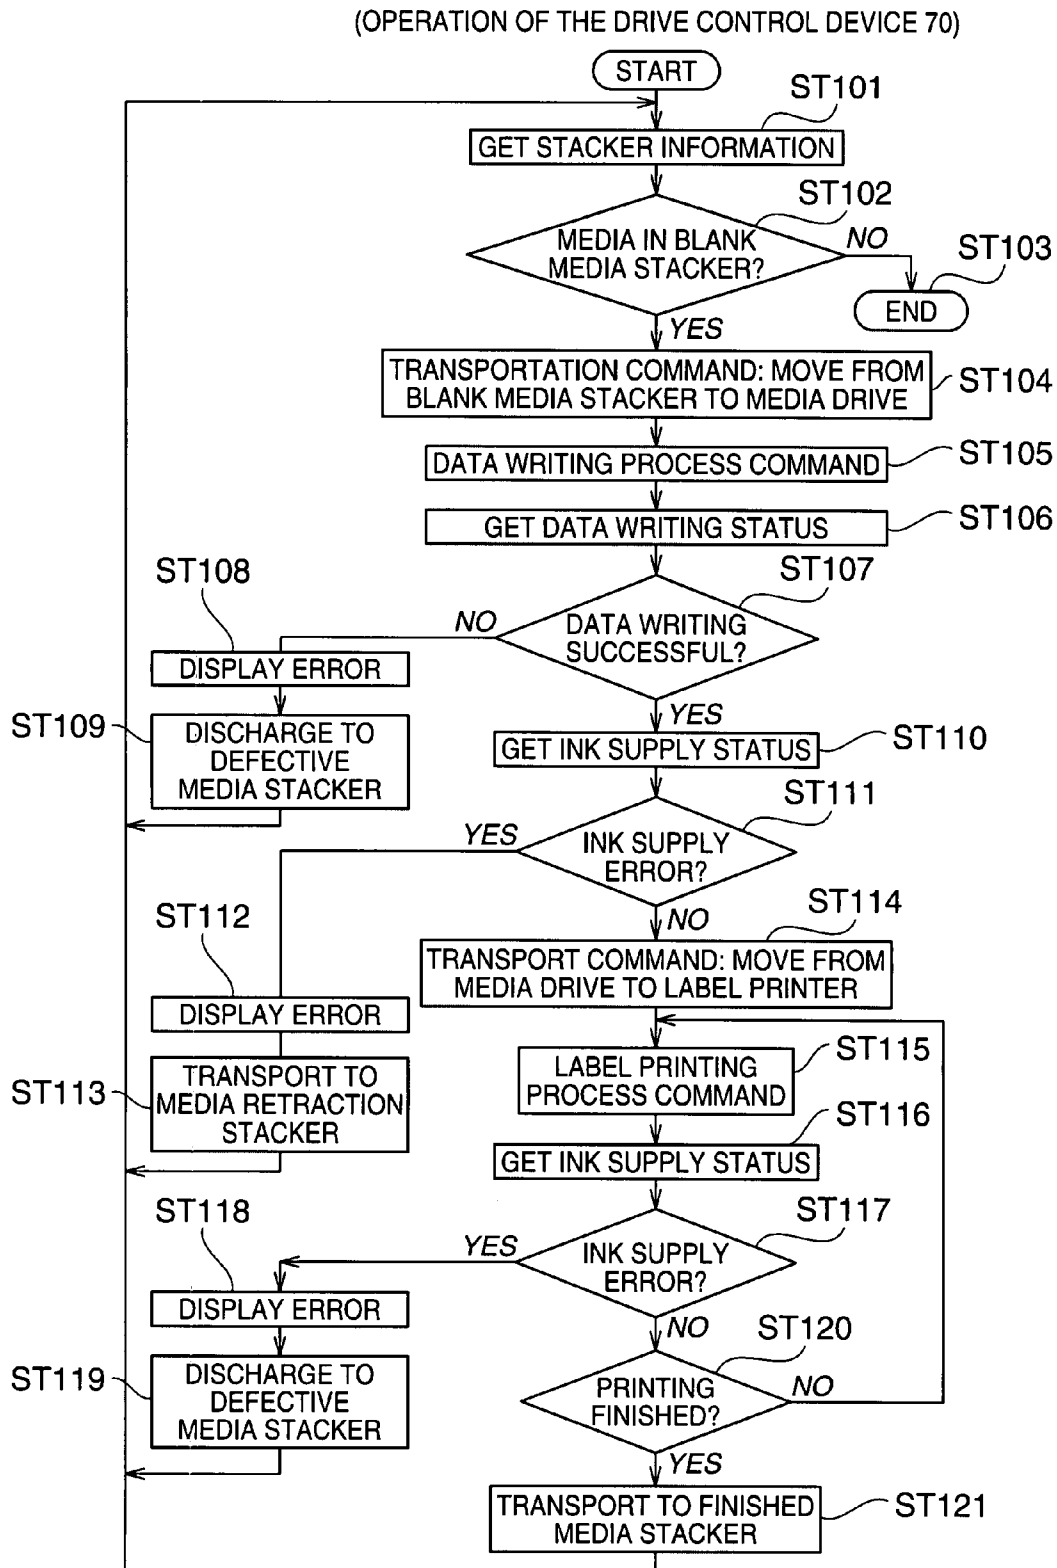 (OPERATION OF THE DRIVE CONTROL DEVICE 70)
START
ST101
GET STACKER INFORMATION
ST102
MEDIA IN BLANK
MEDIA STACKER?
NO
ST103
END
YES
TRANSPORTATION COMMAND: MOVE FROM
BLANK MEDIA STACKER TO MEDIA DRIVE
ST104
DATA WRITING PROCESS COMMAND
ST105
GET DATA WRITING STATUS
ST106
ST107
DATA WRITING
SUCCESSFUL?
NO
ST108
DISPLAY ERROR
ST109
DISCHARGE TO
DEFECTIVE
MEDIA STACKER
YES
GET INK SUPPLY STATUS
ST110
ST111
INK SUPPLY
ERROR?
YES
ST112
DISPLAY ERROR
ST113
TRANSPORT TO
MEDIA RETRACTION
STACKER
NO
ST114
TRANSPORT COMMAND: MOVE FROM
MEDIA DRIVE TO LABEL PRINTER
LABEL PRINTING
PROCESS COMMAND
ST115
ST116
GET INK SUPPLY STATUS
ST117
INK SUPPLY
ERROR?
YES
ST118
DISPLAY ERROR
ST119
DISCHARGE TO
DEFECTIVE
MEDIA STACKER
NO
ST120
PRINTING
FINISHED?
NO
YES
TRANSPORT TO FINISHED
MEDIA STACKER
ST121